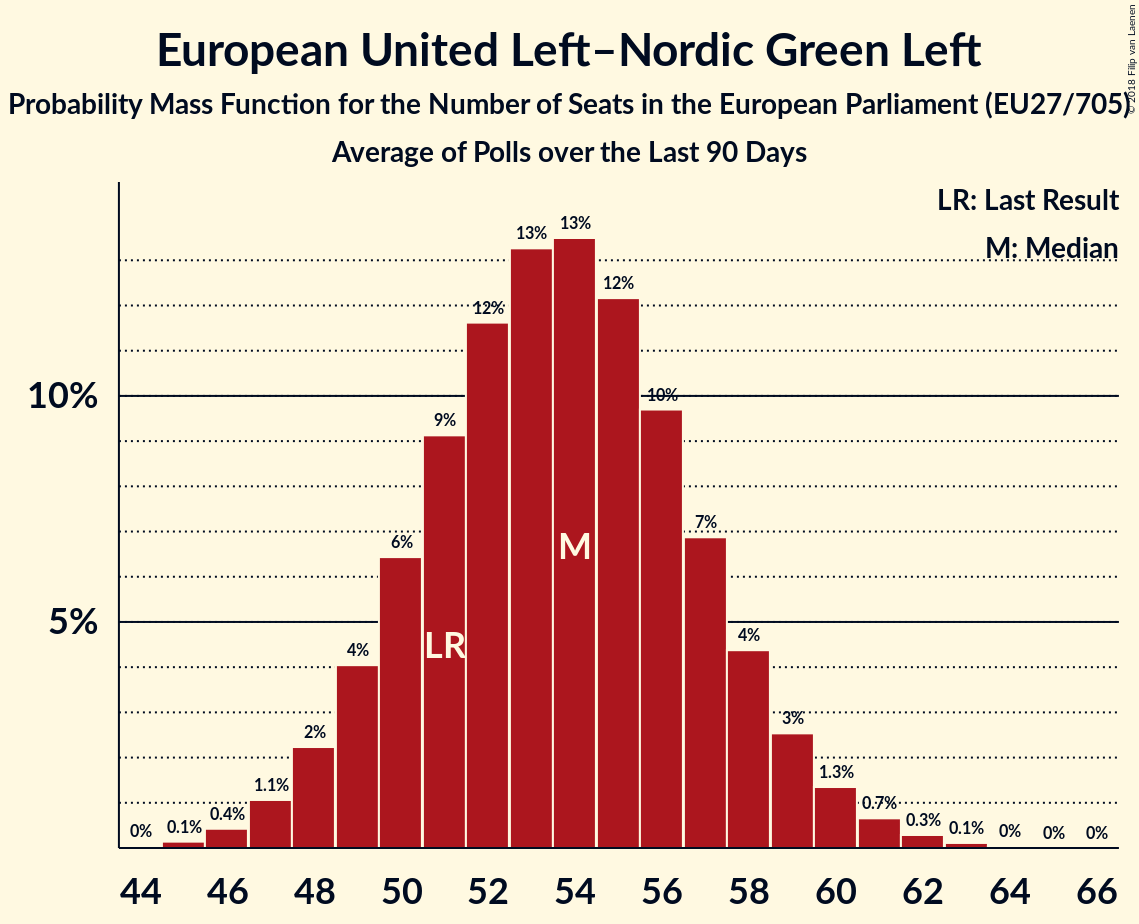 European United Left–Nordic Green Left
Probability Mass Function for the Number of Seats in the European Parliament (EU27/705)
Average of Polls over the Last 90 Days
© 2018 Filip van Laenen
LR: Last Result
M: Median
10%
5%
0%
0.1%
0.4%
1.1%
2%
4%
6%
9%
12%
13%
13%
12%
10%
7%
4%
3%
1.3%
0.7%
0.3%
0.1%
0%
0%
0%
LR
M
44 46 48 50 52 54 56 58 60 62 64 66